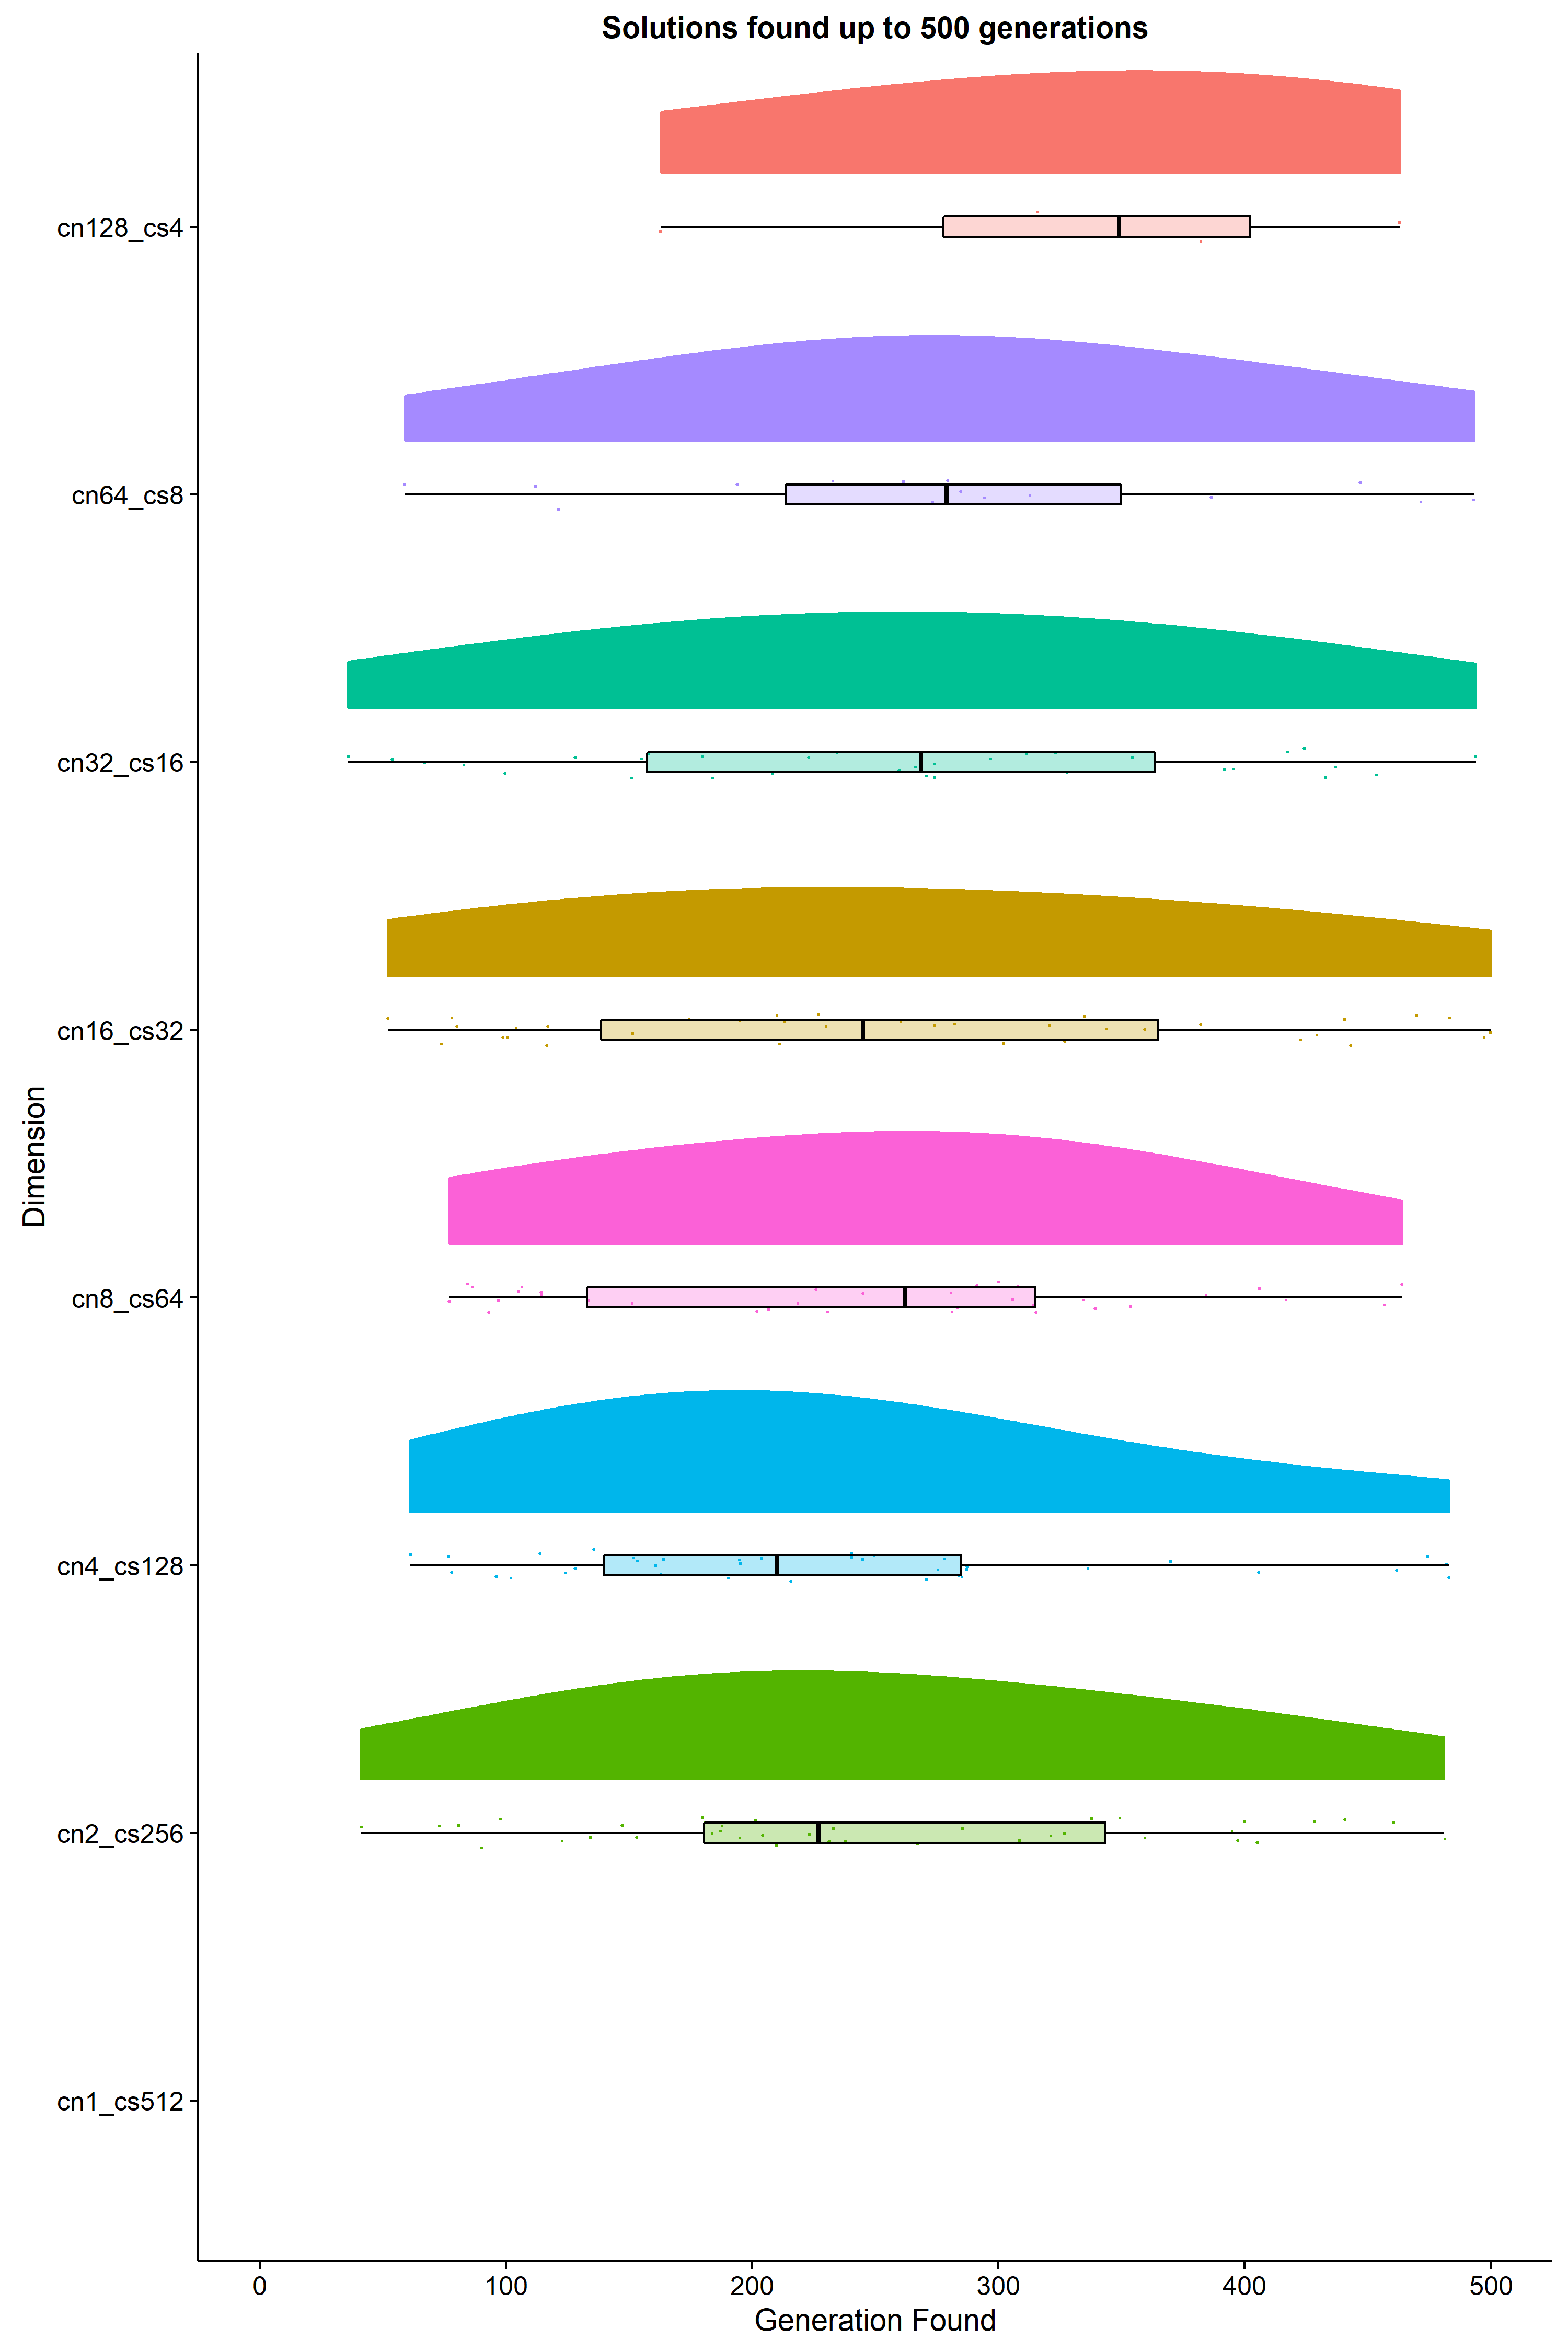 Solutions found up to 500 generations
cn128_cs4
cn64_cs8
cn32_cs16
cn16_cs32
Dimension
cn8_cs64
cn4_cs128
cn2_cs256
cn1_cs512
0 100 200 300 400 500
Generation Found